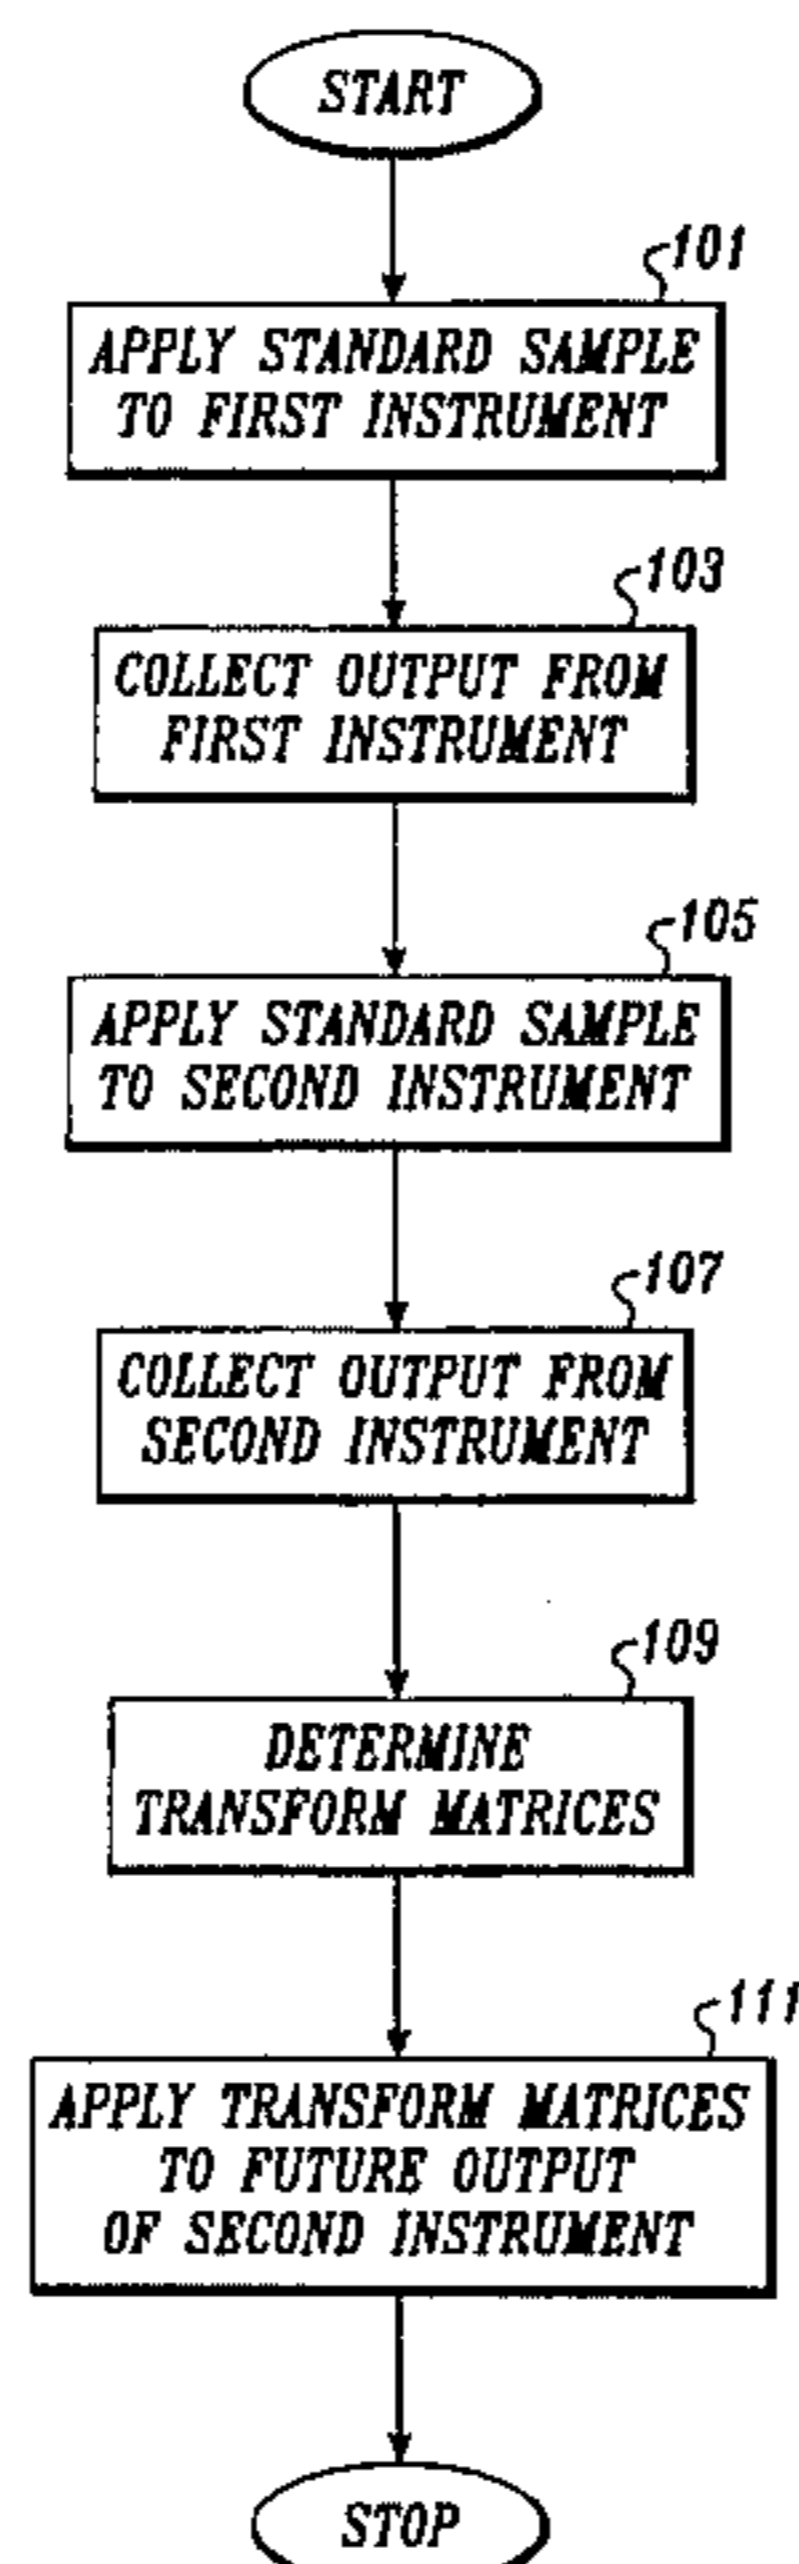 START
101
APPLY STANDARD SAMPLE
TO FIRST INSTRUMENT
103
COLLECT OUTPUT FROM
FIRST INSTRUMENT
105
APPLY STANDARD SAMPLE
TO SECOND INSTRUMENT
107
COLLECT OUTPUT FROM
SECOND INSTRUMENT
109
DETERMINE
TRANSFORM MATRICES
111
APPLY TRANSFORM MATRICES
TO FUTURE OUTPUT
OF SECOND INSTRUMENT
STOP